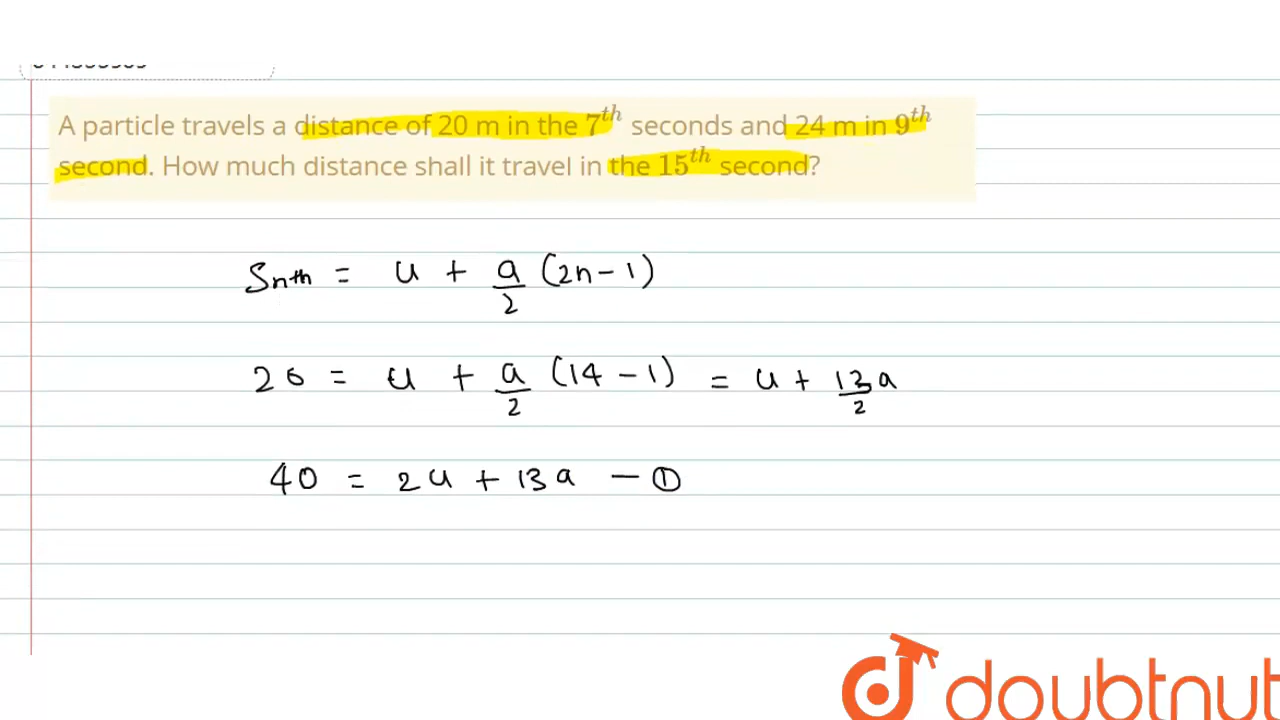 A particle travels a distance of 20 m in the 7^th seconds and 24 m in 9^th
second. How much distance shall it travel in the 15^th second?
Snth = u + a/2 (2n-1)
20 = u + a/2 (14-1) = u + 13a/2
40 = 2u + 13a - ①
doubtnut